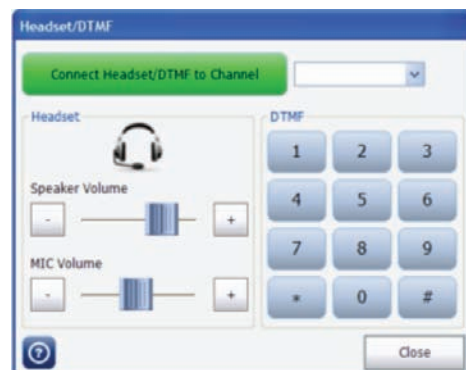 Headset/DTMF
Connect Headset/DTMF to Channel
Headset
Speaker Volume
- +
MIC Volume
- +
DTMF
1 2 3
4 5 6
7 8 9
* 0 #
? Close